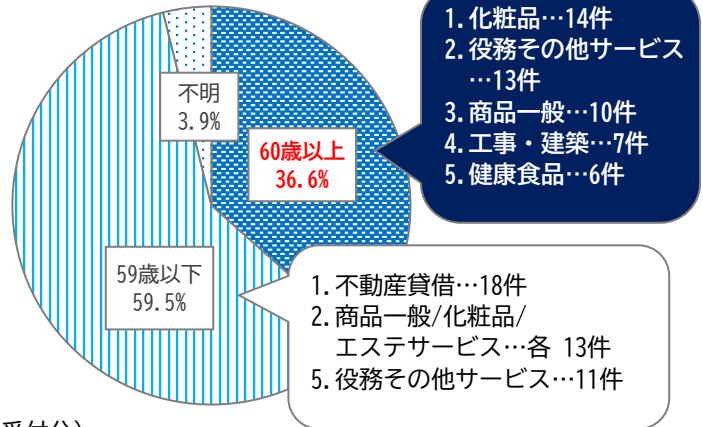 1.化粧品…14件
2.役務その他サービス
…13件
3.商品一般…10件
4.工事・建築…7件
5.健康食品…6件
不明
3.9%
60歳以上
36.6%
59歳以下
59.5%
1.不動産貸借…18件
2.商品一般/化粧品/
エステサービス…各 13件
5.役務その他サービス…11件